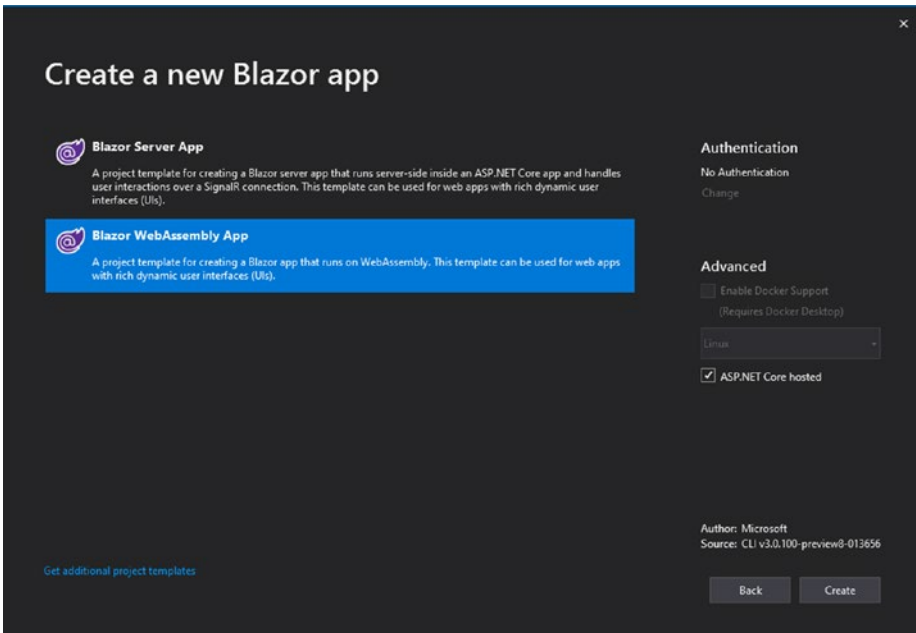 Create a new Blazor app
Blazor Server App
A project template for creating a Blazor server app that runs server-side inside an ASP.NET Core app and handles
user interactions over a SignalR connection. This template can be used for web apps with rich dynamic user
interfaces (UIs).
Blazor WebAssembly App
A project template for creating a Blazor app that runs on WebAssembly. This template can be used for web apps
with rich dynamic user interfaces (UIs).
Get additional project templates
Authentication
No Authentication
Change
Advanced
Enable Docker Support
(Requires Docker Desktop)
Linux
ASP.NET Core hosted
Author: Microsoft
Source: CLI v3.0.100-preview8-013656
Back
Create